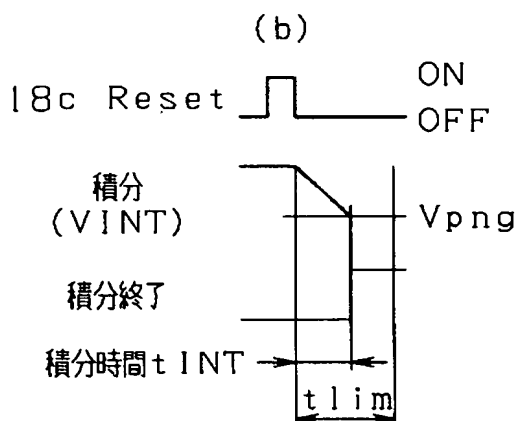 (b)
18c Reset
ON
OFF
積分
(VINT)
Vpng
積分終了
積分時間tINT
tlim